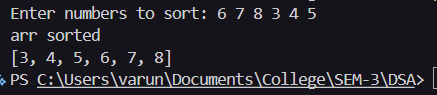 Enter numbers to sort: 6 7 8 3 4 5
arr sorted
[3, 4, 5, 6, 7, 8]
PS C:\Users\varun\Documents\College\SEM-3\DSA>